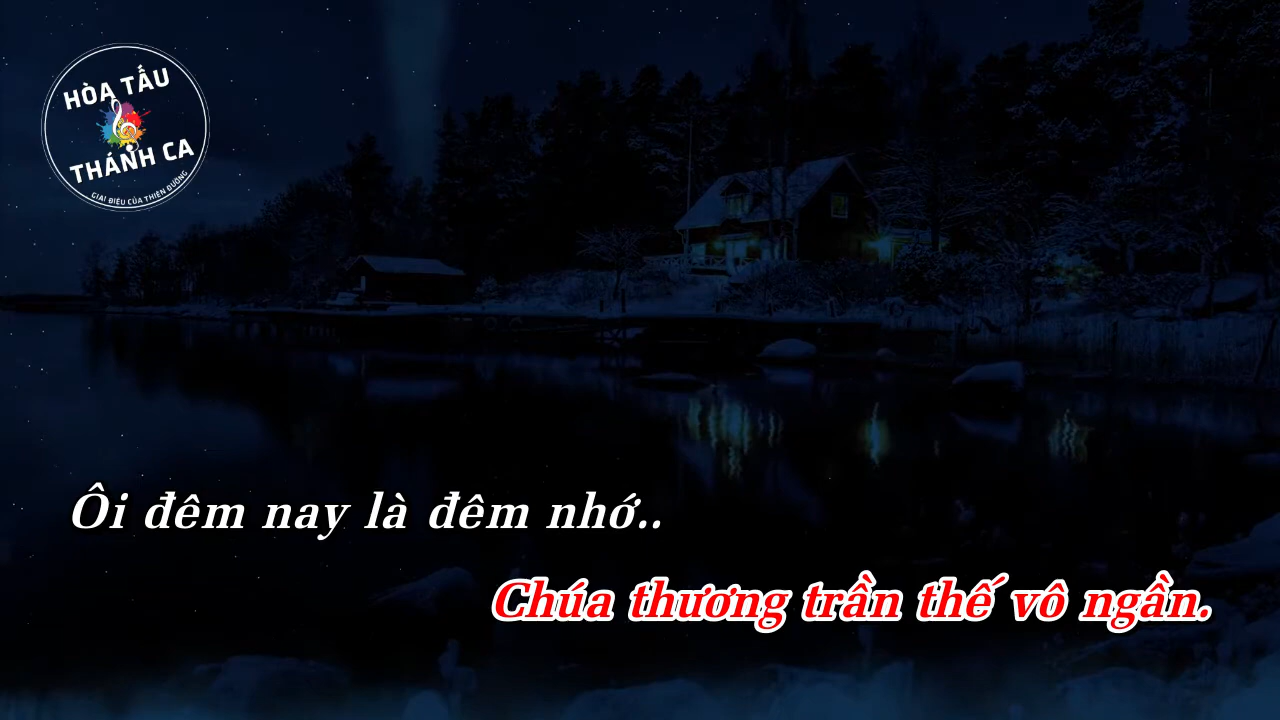 HÒA TẤU
THÁNH CA
GIAI ĐIỆU CỦA THIÊN ĐƯỜNG
Ôi đêm nay là đêm nhớ..
Chúa thương trần thế vô ngần.